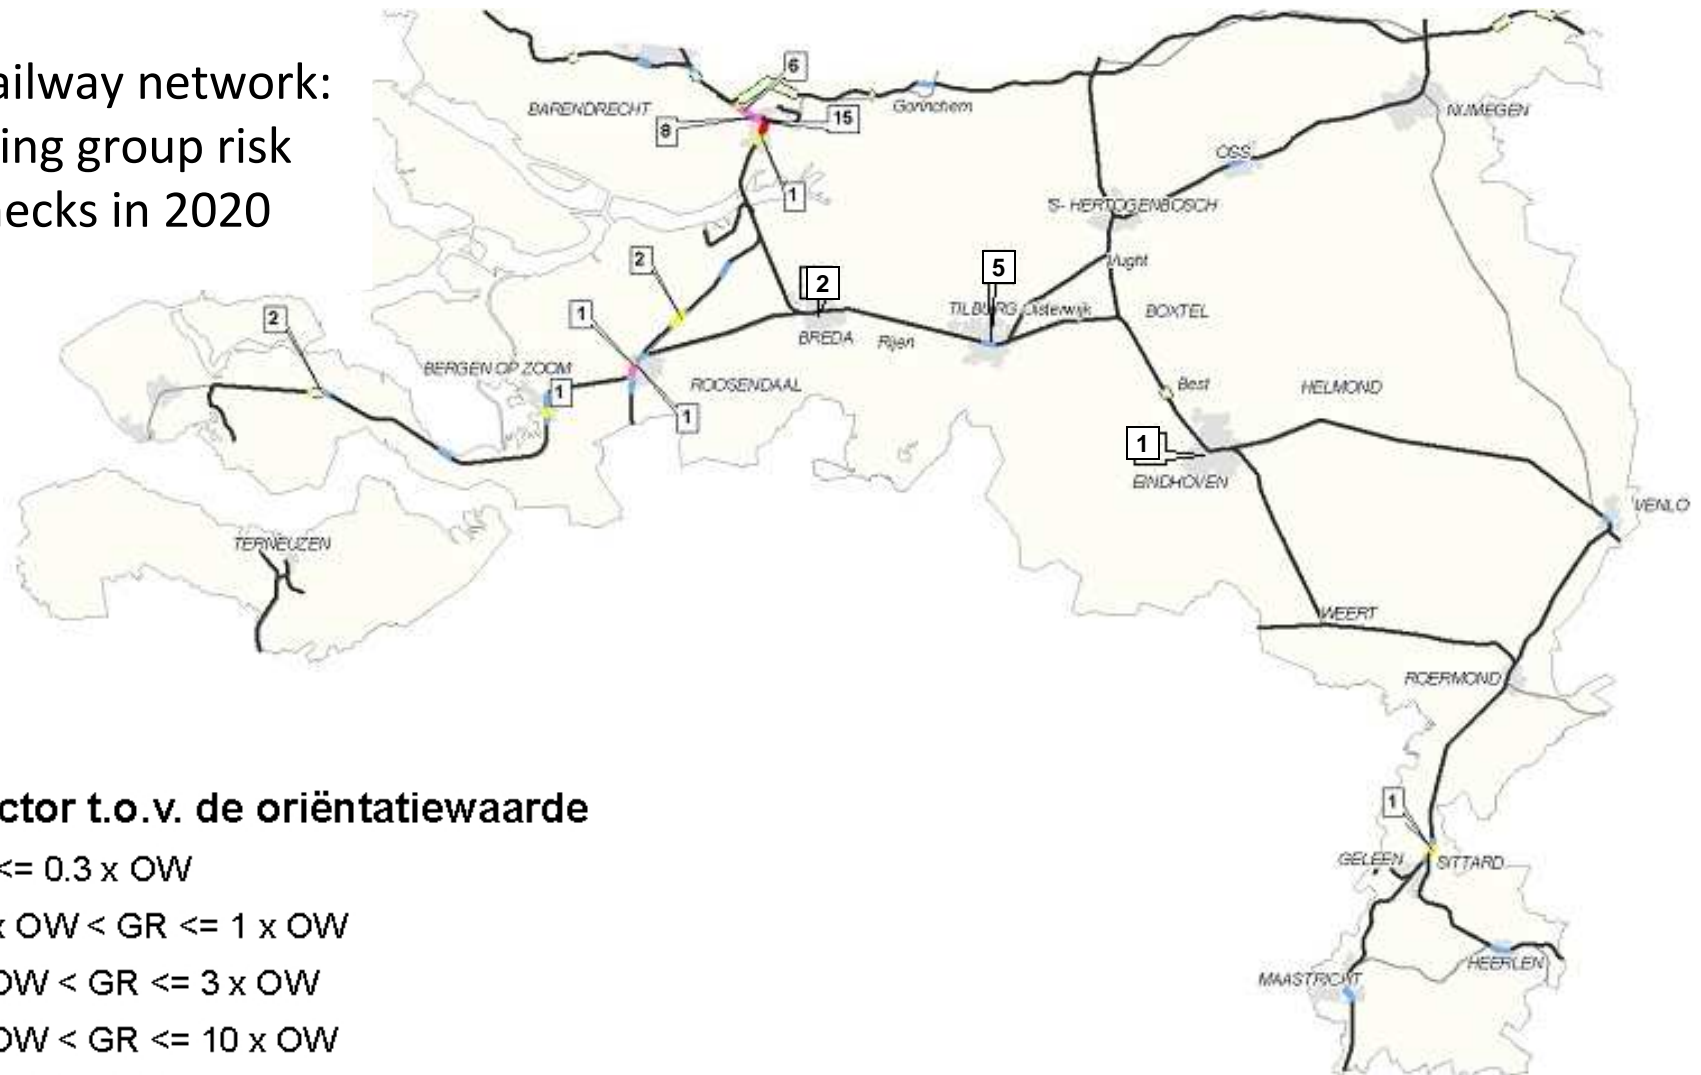 ailway network:
ing group risk
necks in 2020
6
BARENDRECHT
8
15
Gorinchem
NIJMEGEN
OSS
1
'S- HERTOGENBOSCH
2
Vught
2
5
1
2
TILBURG
Oisterwijk
BOXTEL
BREDA
Rijen
BERGEN OP ZOOM
1
ROOSENDAAL
1
Best
HELMOND
1
EINDHOVEN
VENLO
TERNEUZEN
WEERT
ROERMOND
1
GELEEN
SITTARD
HEERLEN
MAASTRICHT
ctor t.o.v. de oriëntatiewaarde
<= 0.3 x OW
x OW < GR <= 1 x OW
OW < GR <= 3 x OW
OW < GR <= 10 x OW